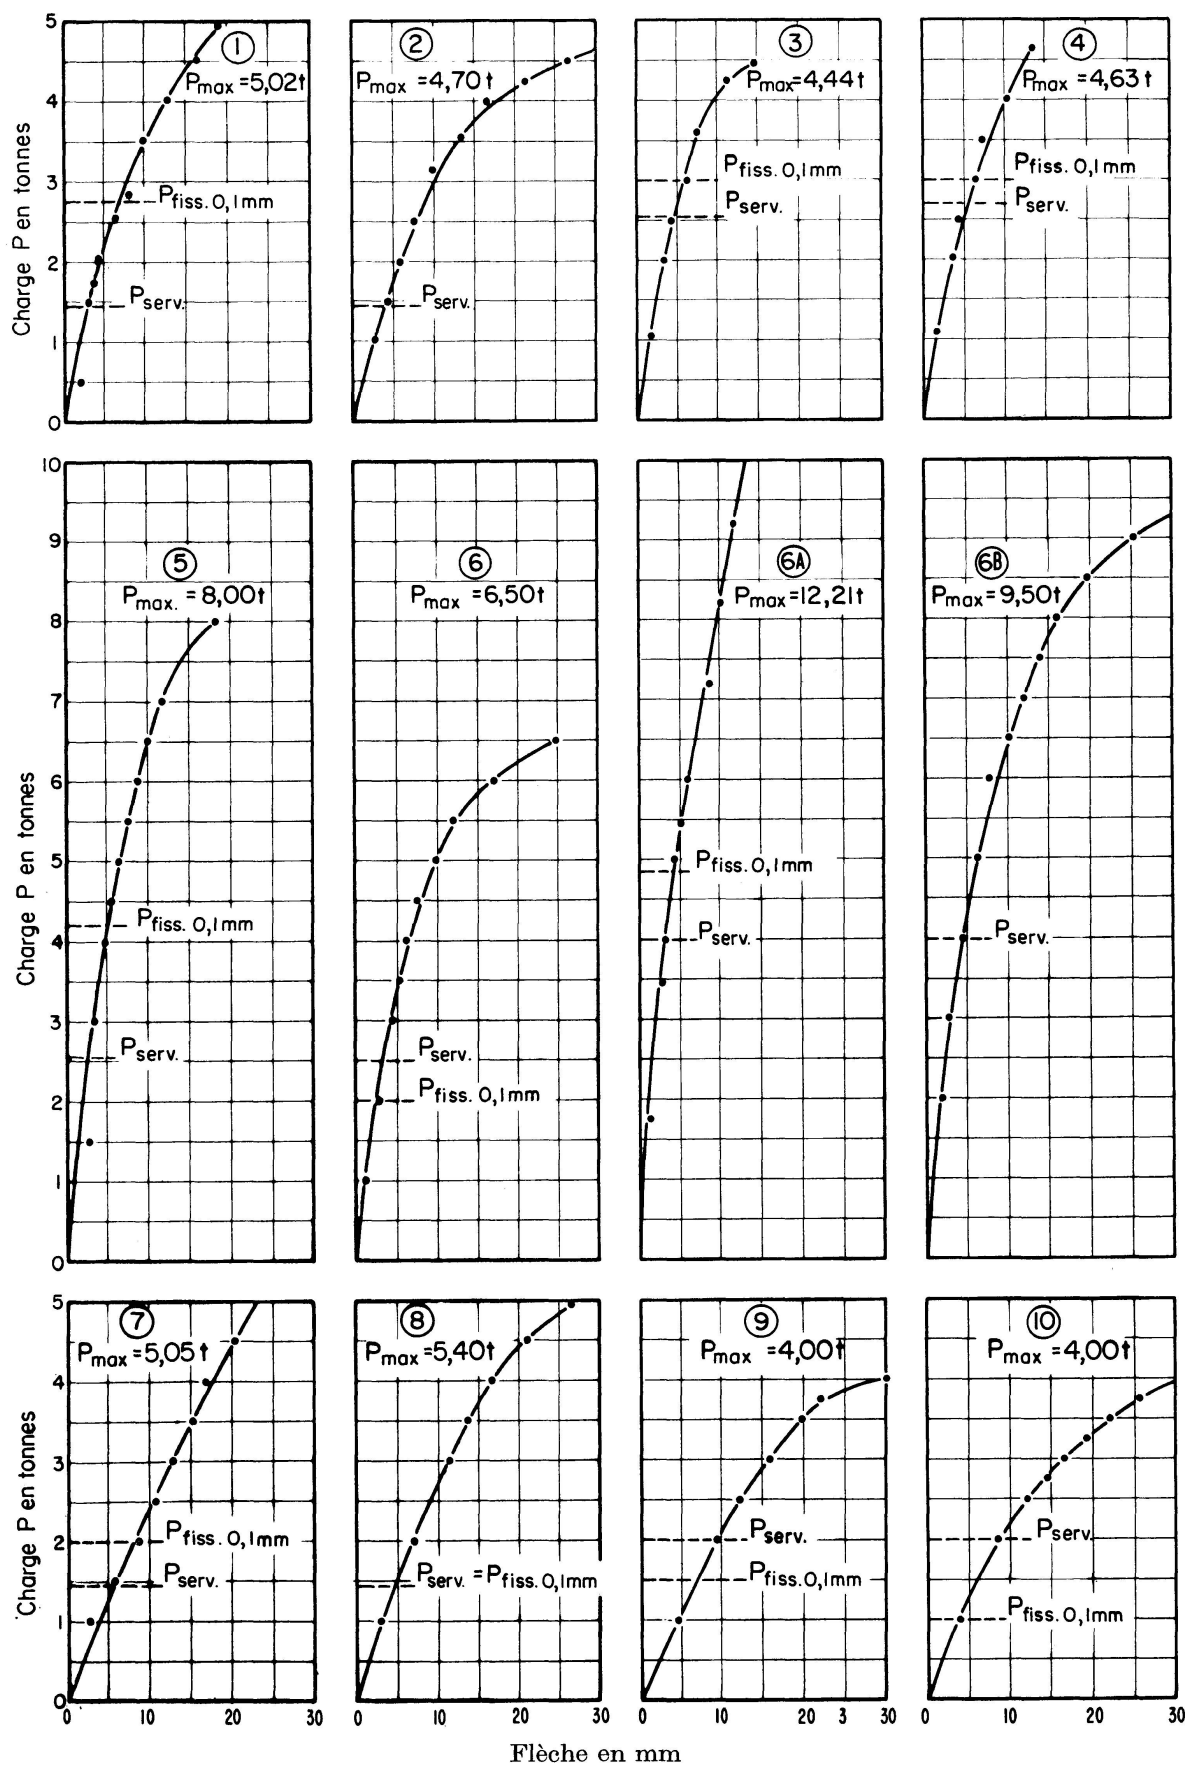 5
4
3
2
1
0
Charge P en tonnes
①
Pmax =5,02t
Pfiss. 0,1mm
Pserv.
②
Pmax =4,70t
Pserv.
③
Pmax=4,44t
Pfiss. 0,1mm
Pserv.
④
Pmax =4,63t
Pfiss. 0,1mm
Pserv.
10
9
8
7
6
5
4
3
2
1
0
Charge P en tonnes
⑤
Pmax. =8,00t
Pfiss. 0,1mm
Pserv.
⑥
Pmax =6,50t
Pserv.
Pfiss. 0,1mm
6A
Pmax=12,21t
Pfiss. 0,1mm
Pserv.
6B
Pmax=9,50t
Pserv.
5
4
3
2
1
0
Charge P en tonnes
⑦
Pmax =5,05t
Pfiss. 0,1mm
Pserv.
⑧
Pmax=5,40t
Pserv. =Pfiss.0,1mm
⑨
Pmax =4,00t
Pserv.
Pfiss.0,1mm
⑩
Pmax =4,00t
Pserv.
Pfiss. 0,1mm
0 10 20 30
0 10 20 30
0 10 20 3 30
0 10 20 30
Flèche en mm